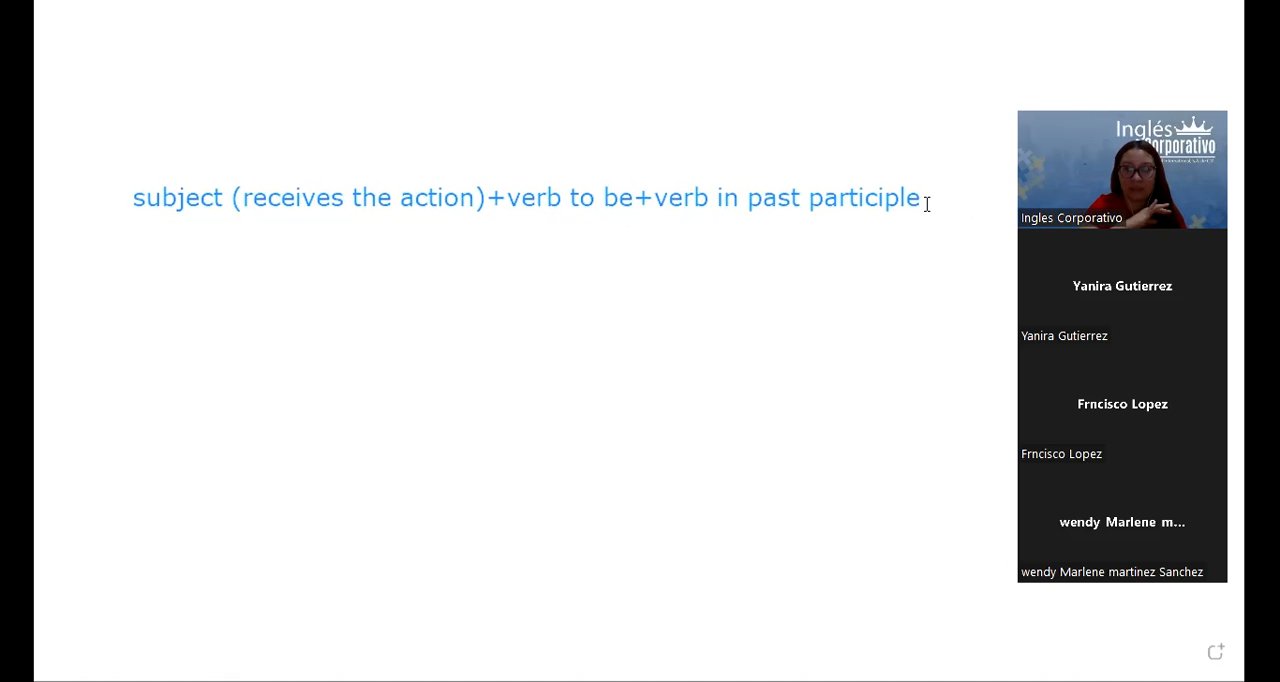 subject (receives the action)+verb to be+verb in past participle
Inglés
Corporativo
Ingles Corporativo
Yanira Gutierrez
Yanira Gutierrez
Frncisco Lopez
Frncisco Lopez
wendy Marlene m...
wendy Marlene martinez Sanchez